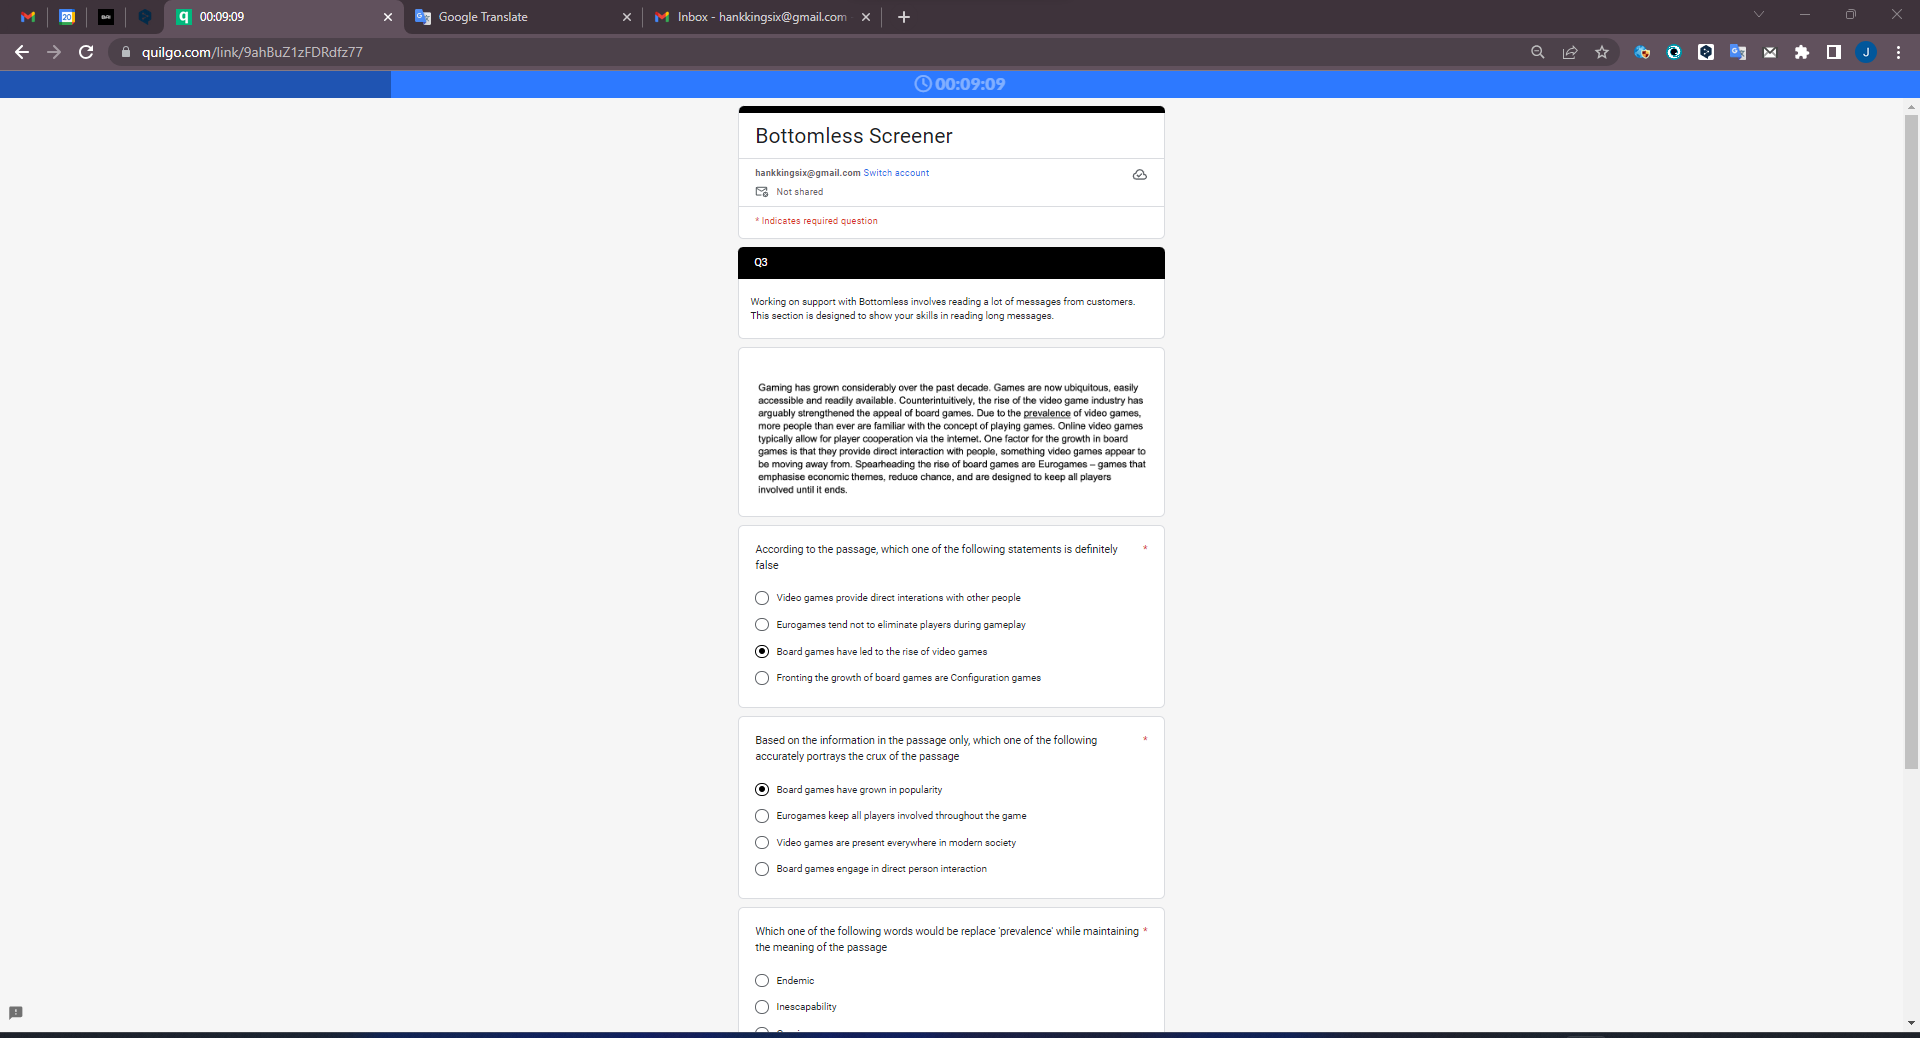 20
BAI
00:09:09
Google Translate
Inbox - hankkingsix@gmail.com
quilgo.com/link/9ahBuZ1zFDRdfz77
J
00:09:09
Bottomless Screener
hankkingsix@gmail.com Switch account
Not shared
* Indicates required question
Q3
Working on support with Bottomless involves reading a lot of messages from customers.
This section is designed to show your skills in reading long messages.
Gaming has grown considerably over the past decade. Games are now ubiquitous, easily
accessible and readily available. Counterintuitively, the rise of the video game industry has
arguably strengthened the appeal of board games. Due to the prevalence of video games,
more people than ever are familiar with the concept of playing games. Online video games
typically allow for player cooperation via the internet. One factor for the growth in board
games is that they provide direct interaction with people, something video games appear to
be moving away from. Spearheading the rise of board games are Eurogames – games that
emphasise economic themes, reduce chance, and are designed to keep all players
involved until it ends.
According to the passage, which one of the following statements is definitely *
false
Video games provide direct interations with other people
Eurogames tend not to eliminate players during gameplay
Board games have led to the rise of video games
Fronting the growth of board games are Configuration games
Based on the information in the passage only, which one of the following *
accurately portrays the crux of the passage
Board games have grown in popularity
Eurogames keep all players involved throughout the game
Video games are present everywhere in modern society
Board games engage in direct person interaction
Which one of the following words would be replace 'prevalence' while maintaining *
the meaning of the passage
Endemic
Inescapability